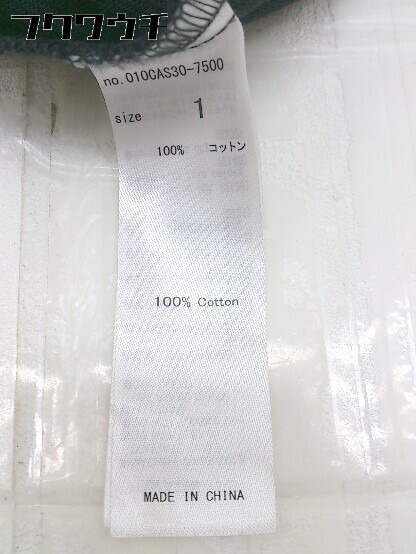 フクウクチ
no.010CAS30-7500
size 1
100% コットン
100% Cotton
MADE IN CHINA